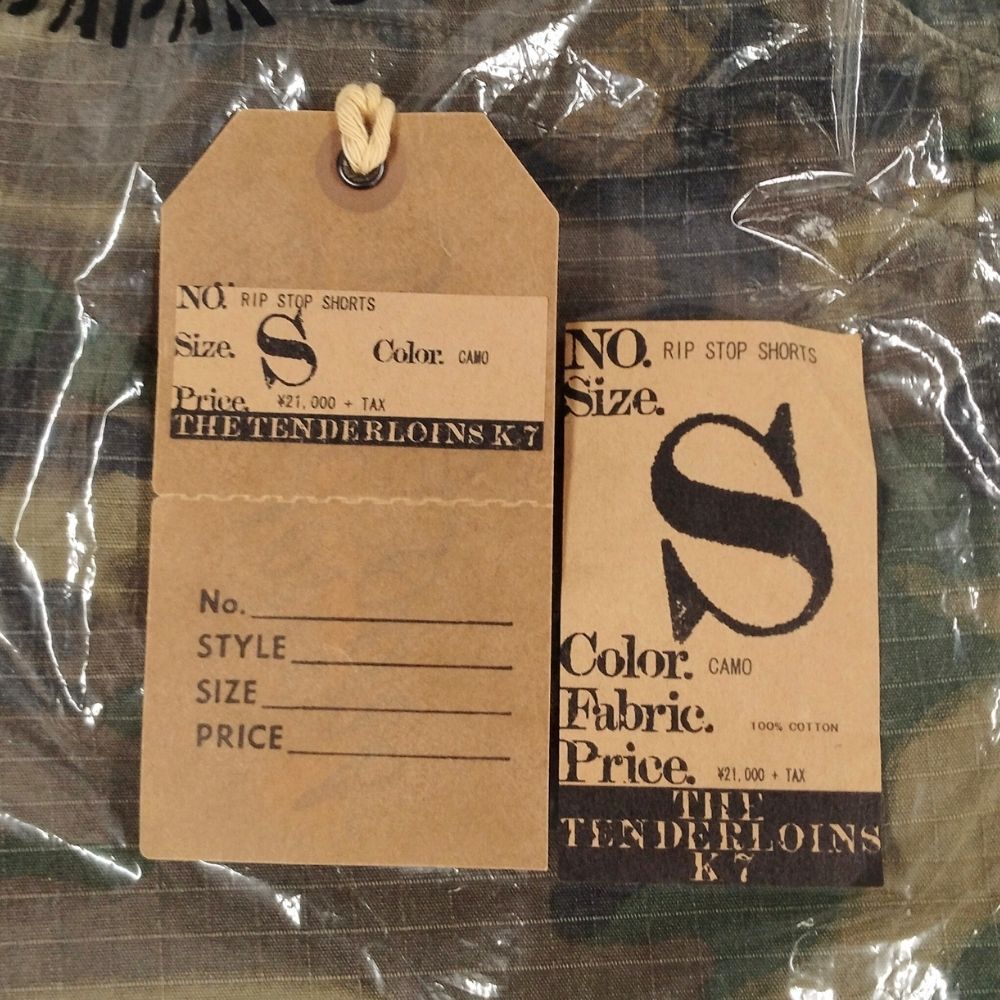 NO. RIP STOP SHORTS
Size. S Color. CAMO
Price. ¥21,000 + TAX
THE TENDERLOINS K 7
No.
STYLE
SIZE
PRICE
NO. RIP STOP SHORTS
Size.
S
Color. CAMO
Fabric. 100% COTTON
Price. ¥21,000 + TAX
THE
TENDERLOINS
K 7